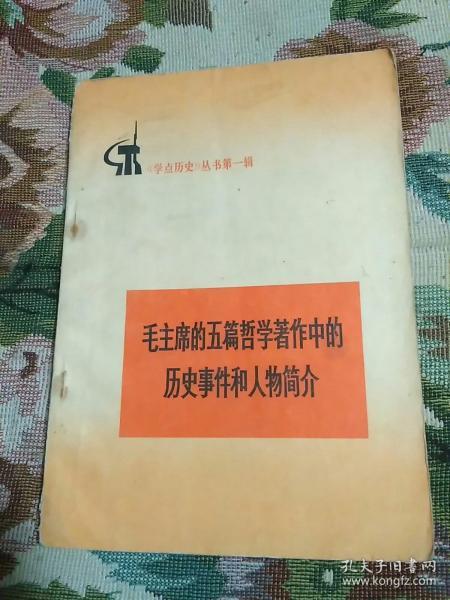 《学点历史》丛书第一辑
毛主席的五篇哲学著作中的
历史事件和人物简介
孔夫子旧书网
www.kongfz.com